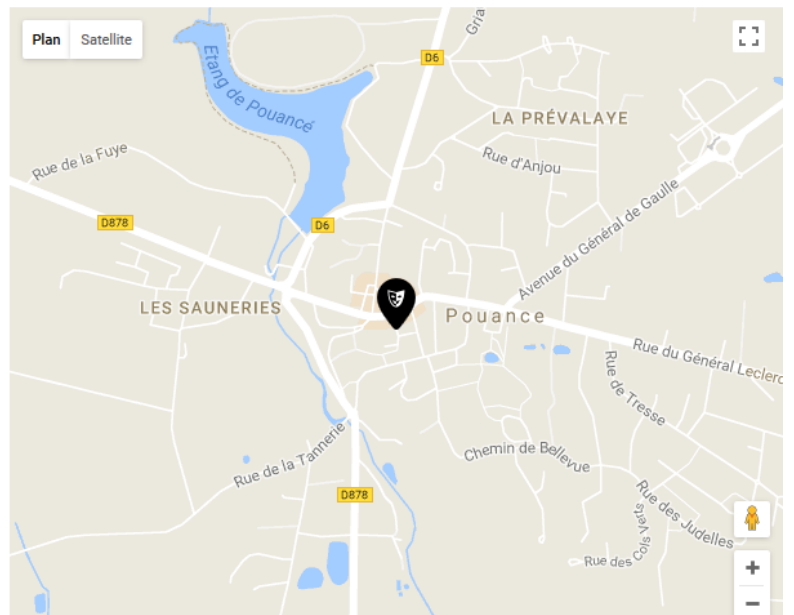 Plan Satellite
Gria
D6
Etang de Pouancé
LA PRÉVALAYE
Rue d'Anjou
Rue de la Fuye
Avenue du Général de Gaulle
D878
D6
LES SAUNERIES
Pouance
Rue du Général Leclerc
Rue de Tresse
Chemin de Bellevue
Rue de la Tannerie
D878
Rue des Judelles
Rue des Cols Verts
+
−